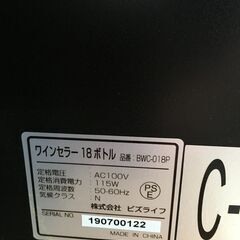 ワインセラー 18 ボトル 品番: BWC-018P
定格電圧: AC100V
定格消費電力: 115W
定格周波数: 50-60Hz
気候クラス: N
PSE
株式会社 ビズライフ
SERIAL NO
190700122
MADE IN CHINA
C-